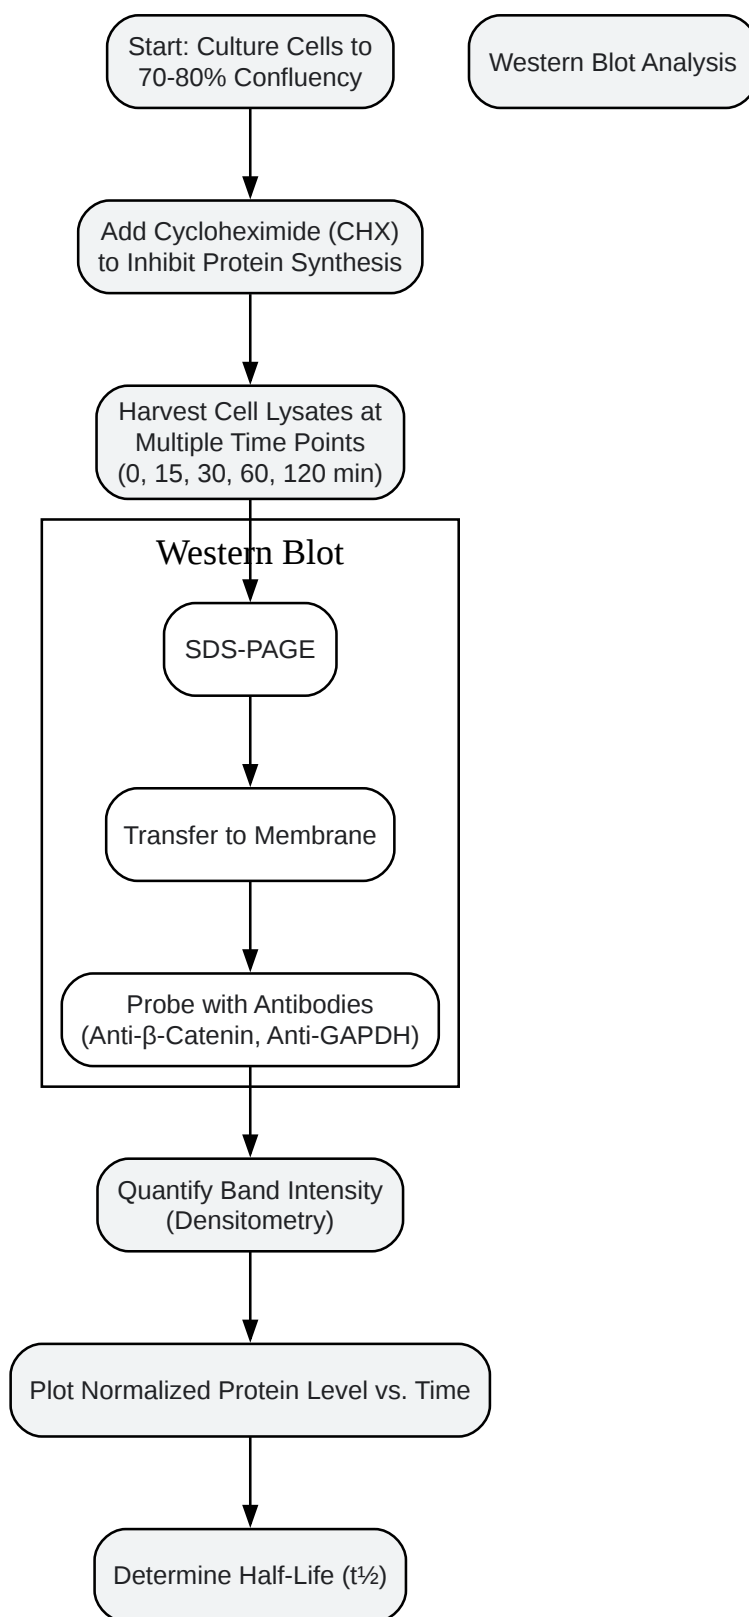 Start: Culture Cells to
70-80% Confluency
Western Blot Analysis
Add Cycloheximide (CHX)
to Inhibit Protein Synthesis
Harvest Cell Lysates at
Multiple Time Points
(0, 15, 30, 60, 120 min)
Western Blot
SDS-PAGE
Transfer to Membrane
Probe with Antibodies
(Anti-β-Catenin, Anti-GAPDH)
Quantify Band Intensity
(Densitometry)
Plot Normalized Protein Level vs. Time
Determine Half-Life (t½)